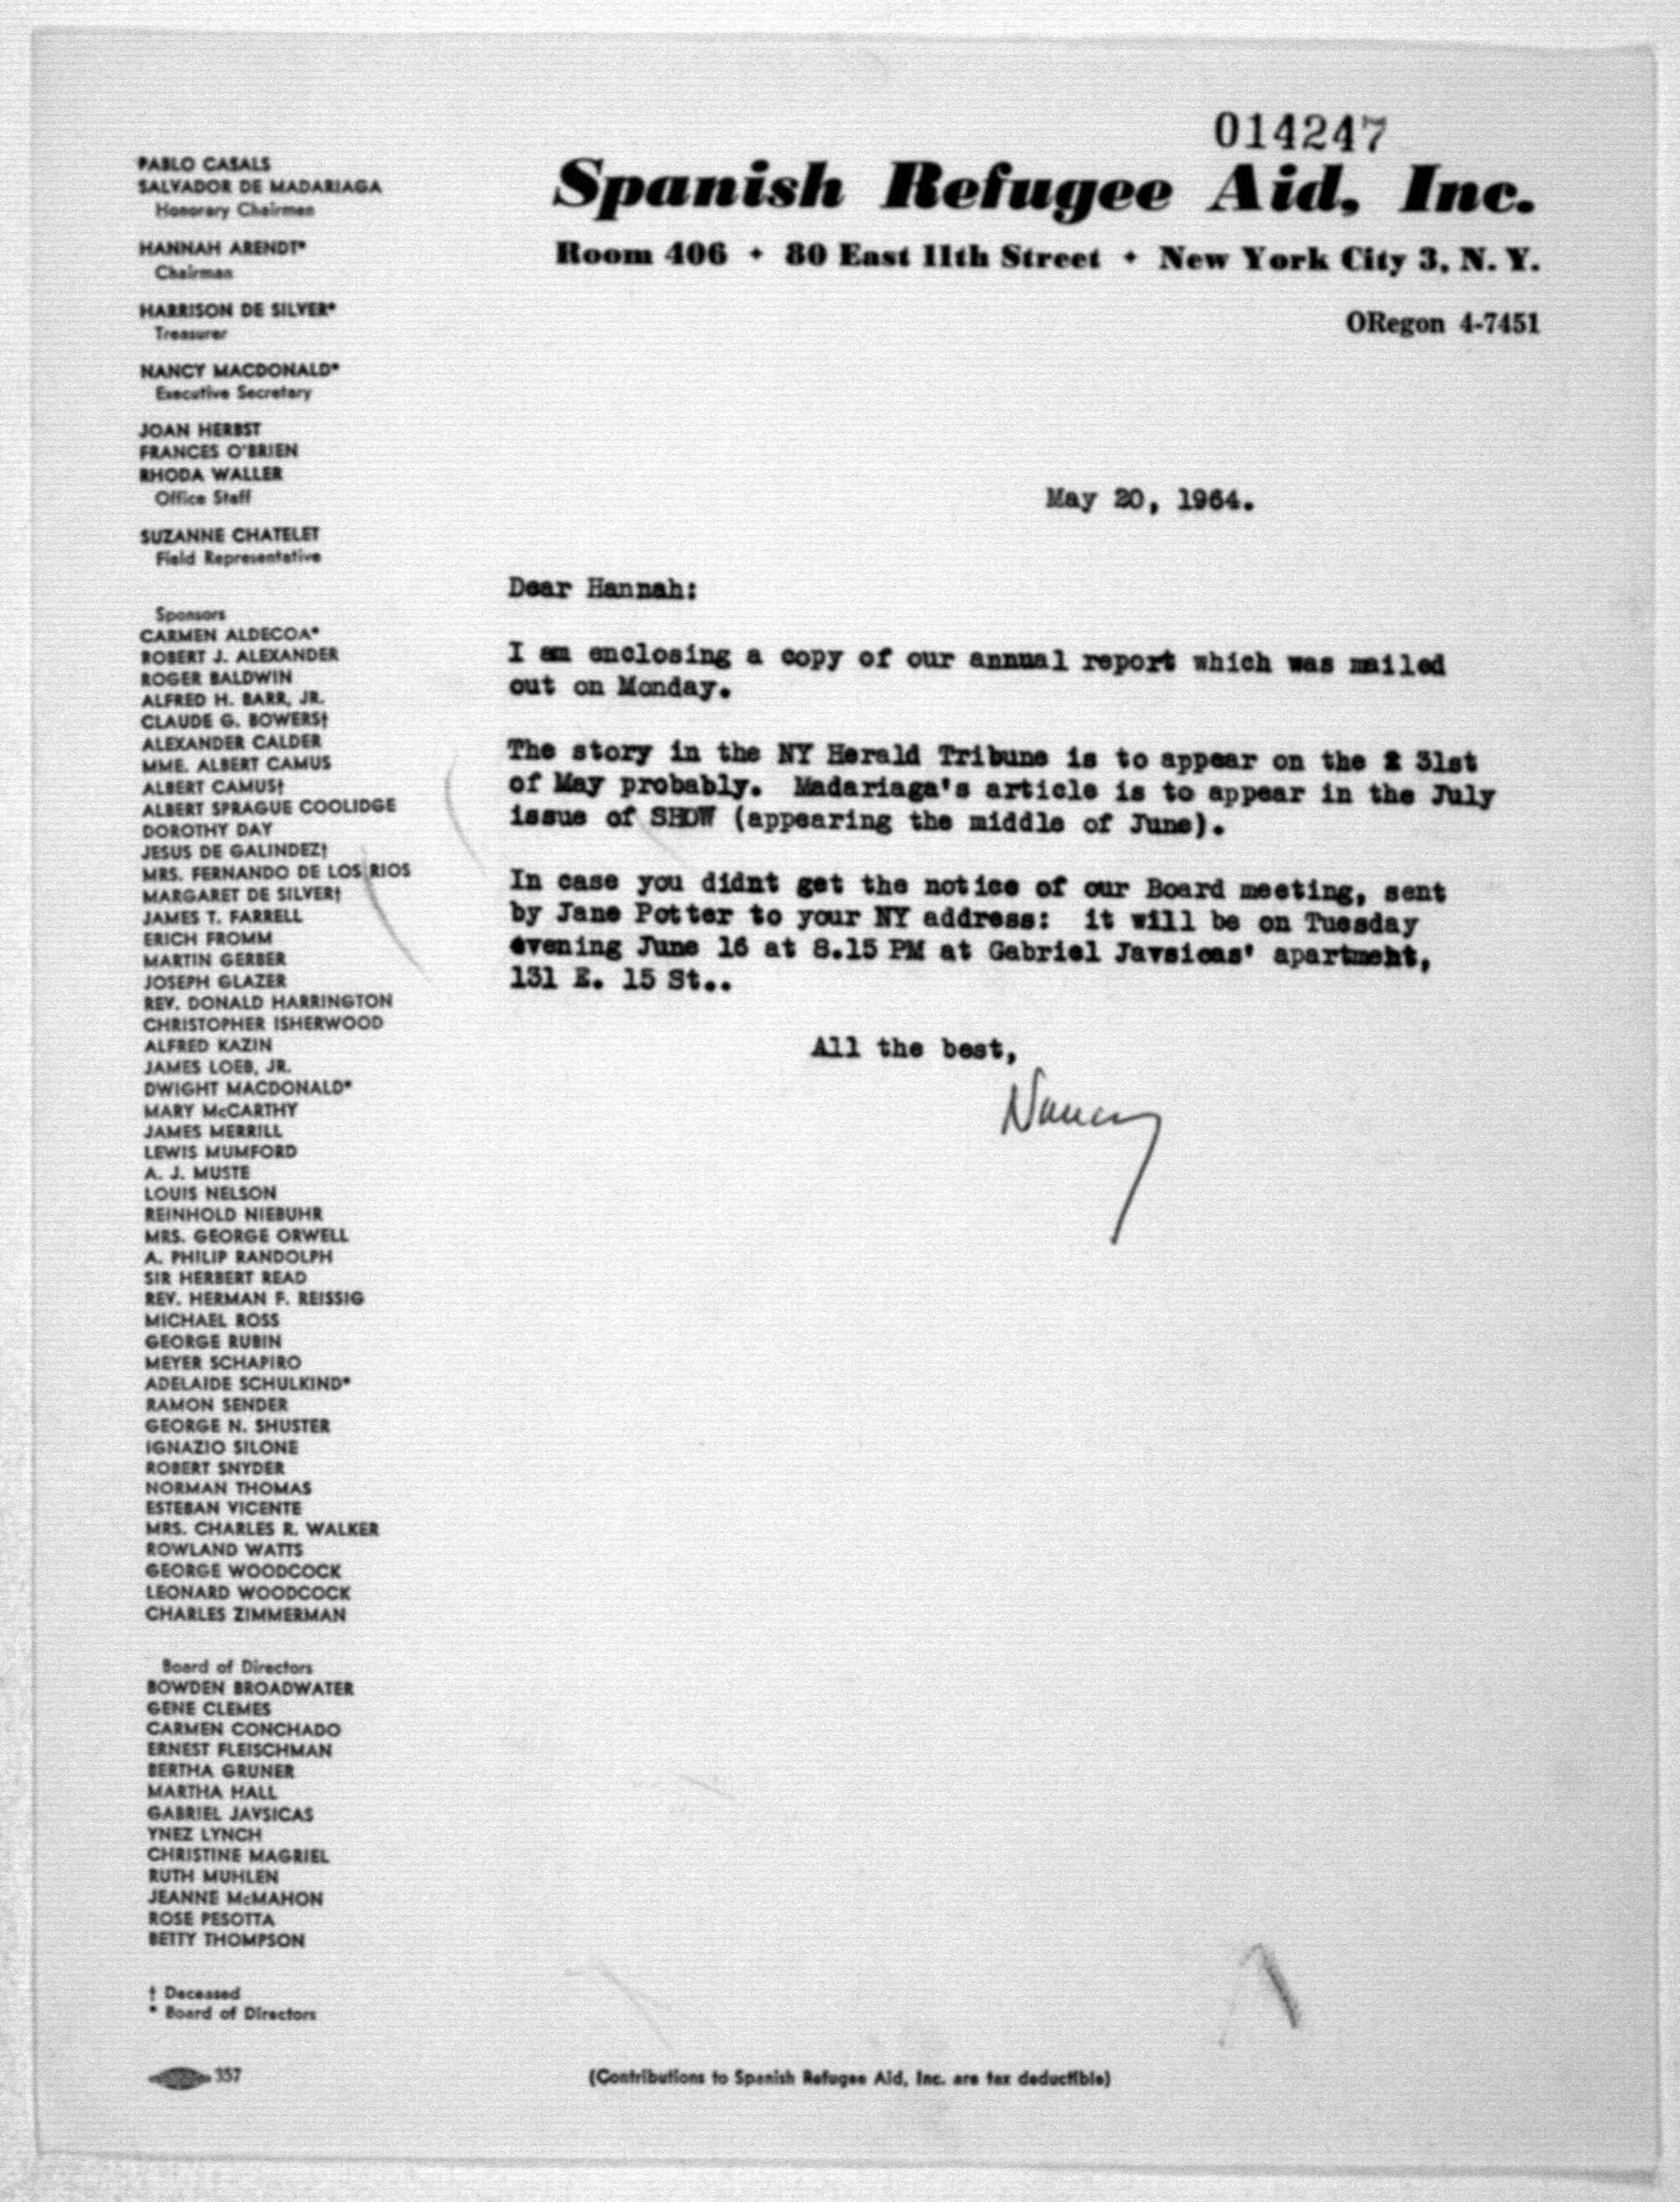 014247
Spanish Refugee Aid, Inc.
Room 406 • 80 East 11th Street • New York City 3, N. Y.
ORegon 4-7451
PABLO CASALS
SALVADOR DE MADARIAGA
Honorary Chairmen
HANNAH ARENDT*
Chairman
HARRISON DE SILVER*
Treasurer
NANCY MACDONALD*
Executive Secretary
JOAN HERBST
FRANCES O'BRIEN
RHODA WALLER
Office Staff
SUZANNE CHATELET
Field Representative
Sponsors
CARMEN ALDECOA*
ROBERT J. ALEXANDER
ROGER BALDWIN
ALFRED H. BARR, JR.
CLAUDE G. BOWERS†
ALEXANDER CALDER
MME. ALBERT CAMUS
ALBERT CAMUS†
ALBERT SPRAGUE COOLIDGE
DOROTHY DAY
JESUS DE GALINDEZ†
MRS. FERNANDO DE LOS RIOS
MARGARET DE SILVER†
JAMES T. FARRELL
ERICH FROMM
MARTIN GERBER
JOSEPH GLAZER
REV. DONALD HARRINGTON
CHRISTOPHER ISHERWOOD
ALFRED KAZIN
JAMES LOEB, JR.
DWIGHT MACDONALD*
MARY McCARTHY
JAMES MERRILL
LEWIS MUMFORD
A. J. MUSTE
LOUIS NELSON
REINHOLD NIEBUHR
MRS. GEORGE ORWELL
A. PHILIP RANDOLPH
SIR HERBERT READ
REV. HERMAN F. REISSIG
MICHAEL ROSS
GEORGE RUBIN
MEYER SCHAPIRO
ADELAIDE SCHULKIND*
RAMON SENDER
GEORGE N. SHUSTER
IGNAZIO SILONE
ROBERT SNYDER
NORMAN THOMAS
ESTEBAN VICENTE
MRS. CHARLES R. WALKER
ROWLAND WATTS
GEORGE WOODCOCK
LEONARD WOODCOCK
CHARLES ZIMMERMAN
Board of Directors
BOWDEN BROADWATER
GENE CLEMES
CARMEN CONCHADO
ERNEST FLEISCHMAN
BERTHA GRUNER
MARTHA HALL
GABRIEL JAVSICAS
YNEZ LYNCH
CHRISTINE MAGRIEL
RUTH MUHLEN
JEANNE McMAHON
ROSE PESOTTA
BETTY THOMPSON
† Deceased
* Board of Directors
357
May 20, 1964.
Dear Hannah:
I am enclosing a copy of our annual report which was mailed
out on Monday.
The story in the NY Herald Tribune is to appear on the 31st
of May probably. Madariaga's article is to appear in the July
issue of SHOW (appearing the middle of June).
In case you didnt get the notice of our Board meeting, sent
by Jane Potter to your NY address: it will be on Tuesday
evening June 16 at 8.15 PM at Gabriel Javsicas' apartment,
131 E. 15 St..
All the best,
Nancy
(Contributions to Spanish Refugee Aid, Inc. are tax deductible)